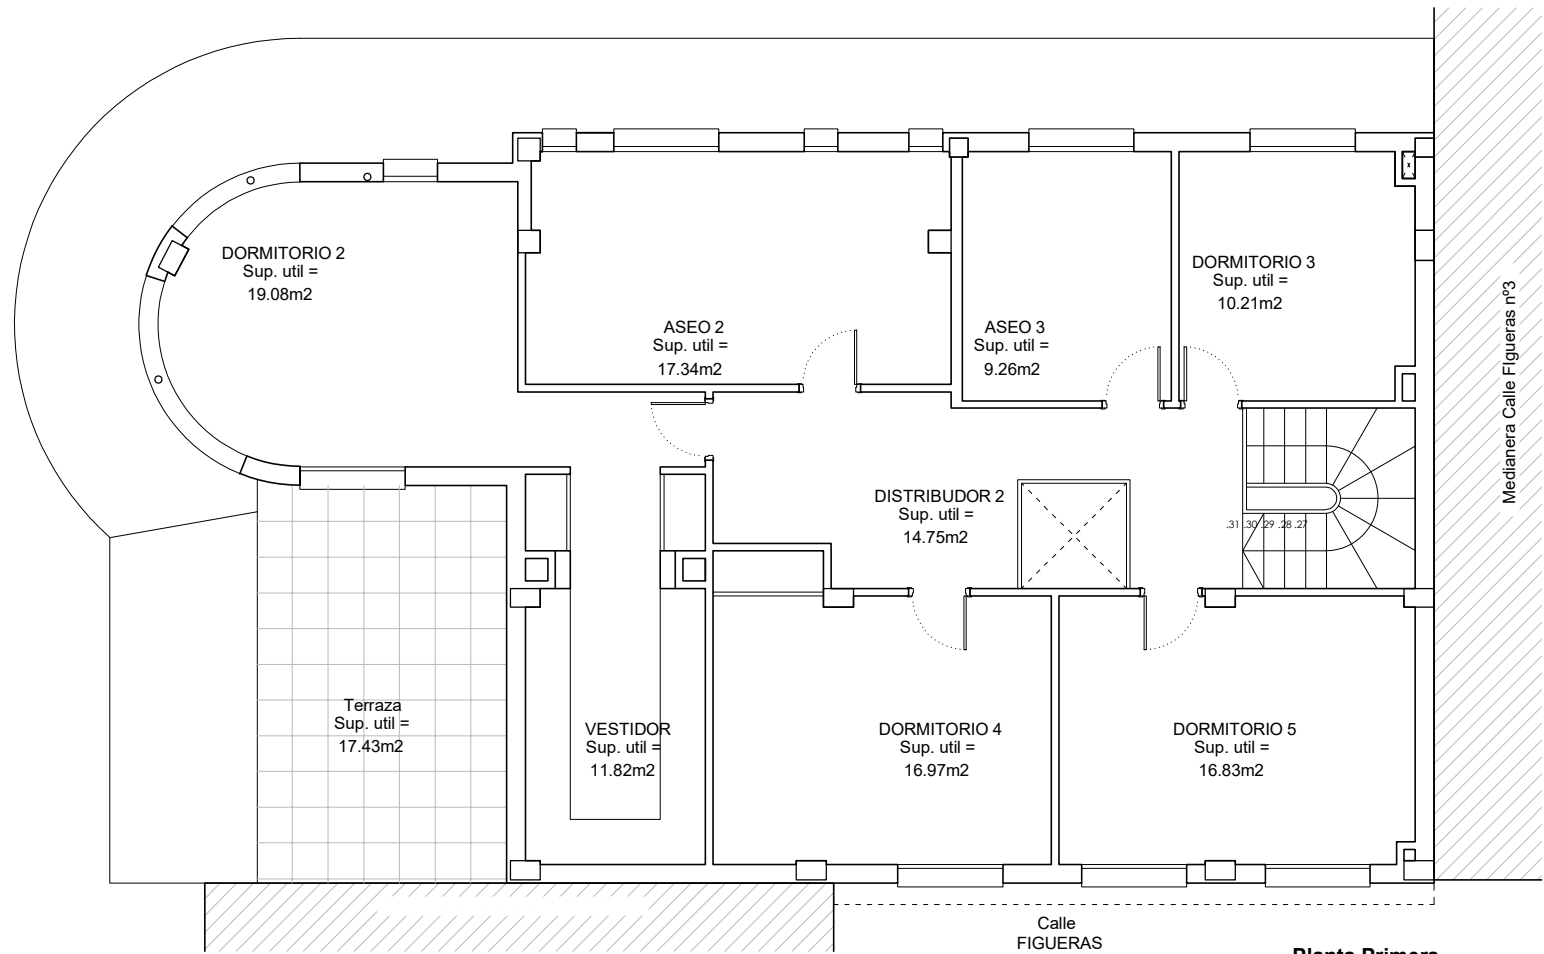 DORMITORIO 2
Sup. util =
19.08m2
DORMITORIO 3
Sup. util =
10.21m2
Medianera Calle FIgueras nº3
ASEO 2
Sup. util =
17.34m2
ASEO 3
Sup. util =
9.26m2
DISTRIBUDOR 2
Sup. util =
14.75m2
.31 .30 .29 .28 .27
Terraza
Sup. util =
17.43m2
VESTIDOR
Sup. util =
11.82m2
DORMITORIO 4
Sup. util =
16.97m2
DORMITORIO 5
Sup. util =
16.83m2
Calle
FIGUERAS
Planta Primera